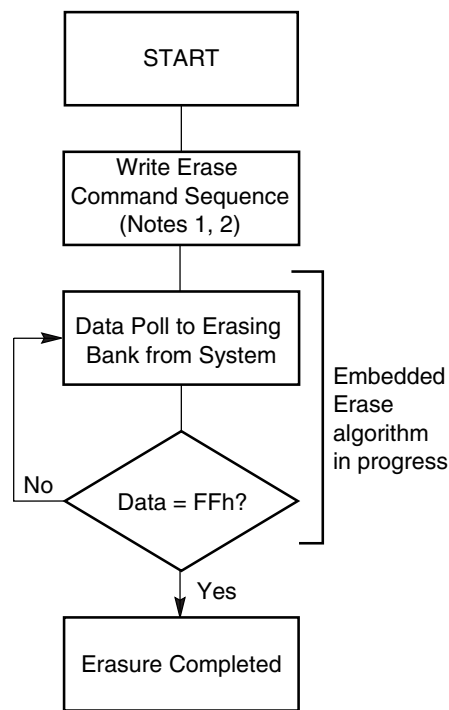 START
Write Erase
Command Sequence
(Notes 1, 2)
Data Poll to Erasing
Bank from System
Embedded
Erase
algorithm
in progress
No
Data = FFh?
Yes
Erasure Completed